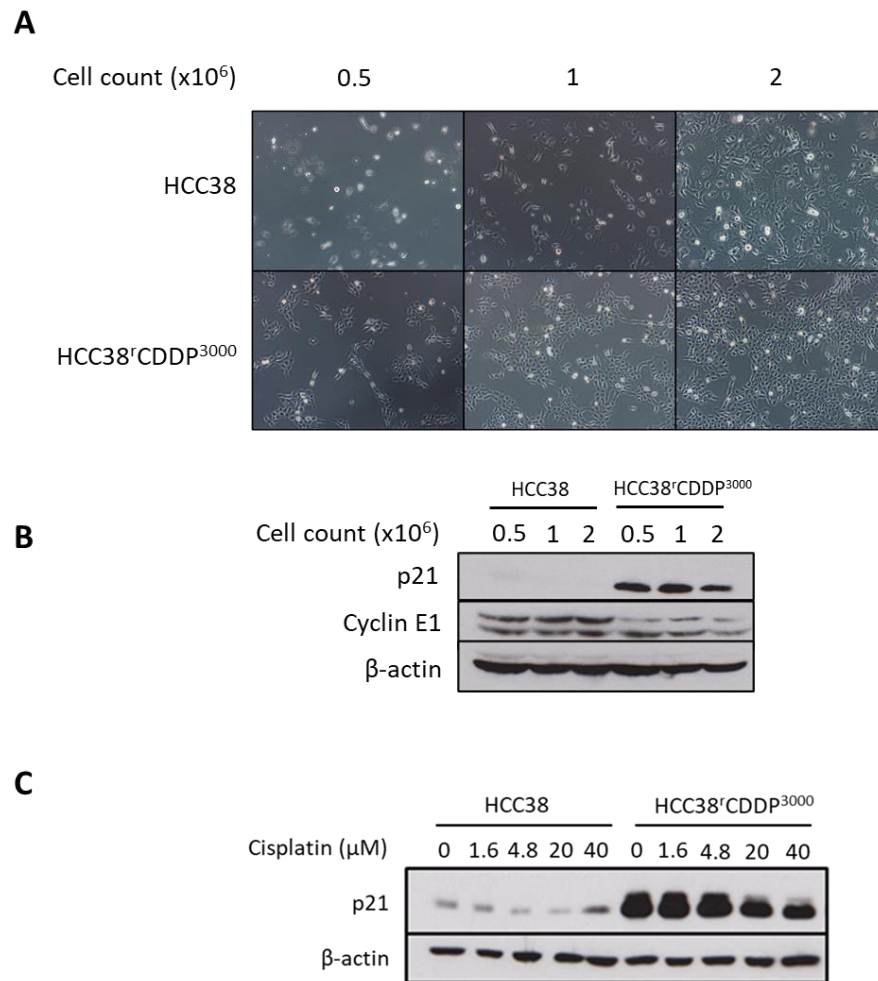 A
Cell count (x10⁶) 0.5 1 2
HCC38
HCC38ʳCDDP³⁰⁰⁰
B
HCC38 HCC38ʳCDDP³⁰⁰⁰
Cell count (x10⁶) 0.5 1 2 0.5 1 2
p21
Cyclin E1
β-actin
C
HCC38 HCC38ʳCDDP³⁰⁰⁰
Cisplatin (µM) 0 1.6 4.8 20 40 0 1.6 4.8 20 40
p21
β-actin